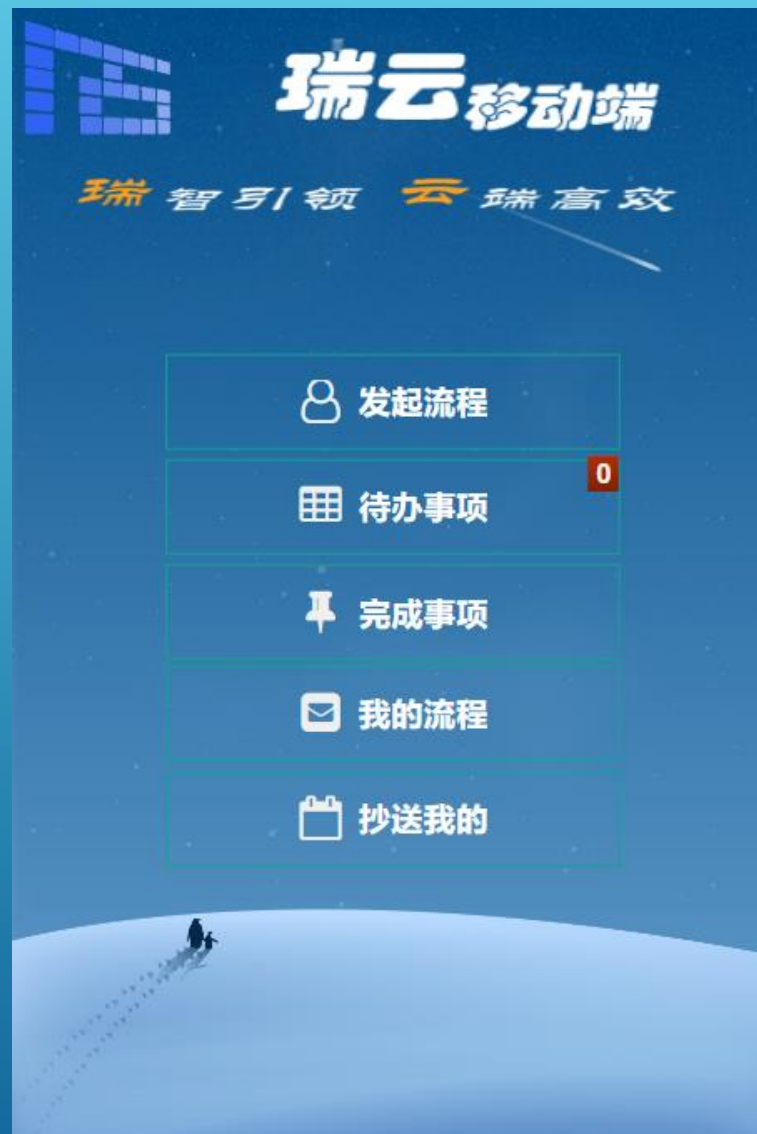 瑞云移动端
瑞智引领 云端高效
发起流程
0
待办事项
完成事项
我的流程
抄送我的